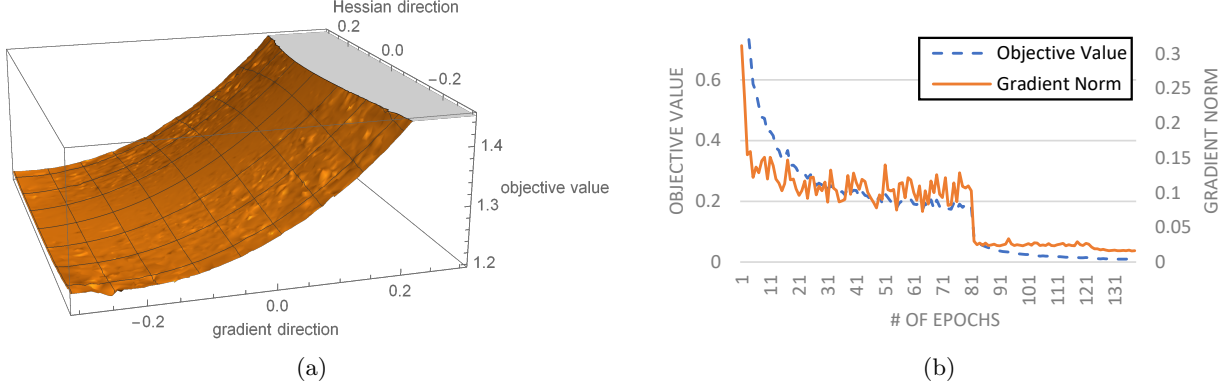 Hessian direction
0.2
0.0
−0.2
1.4
objective value
1.3
1.2
−0.2
0.0
0.2
gradient direction
(a)
Objective Value
Gradient Norm
OBJECTIVE VALUE
0.6
0.4
0.2
0
GRADIENT NORM
0.3
0.25
0.2
0.15
0.1
0.05
0
1 11 21 31 41 51 61 71 81 91 101 111 121 131
# OF EPOCHS
(b)